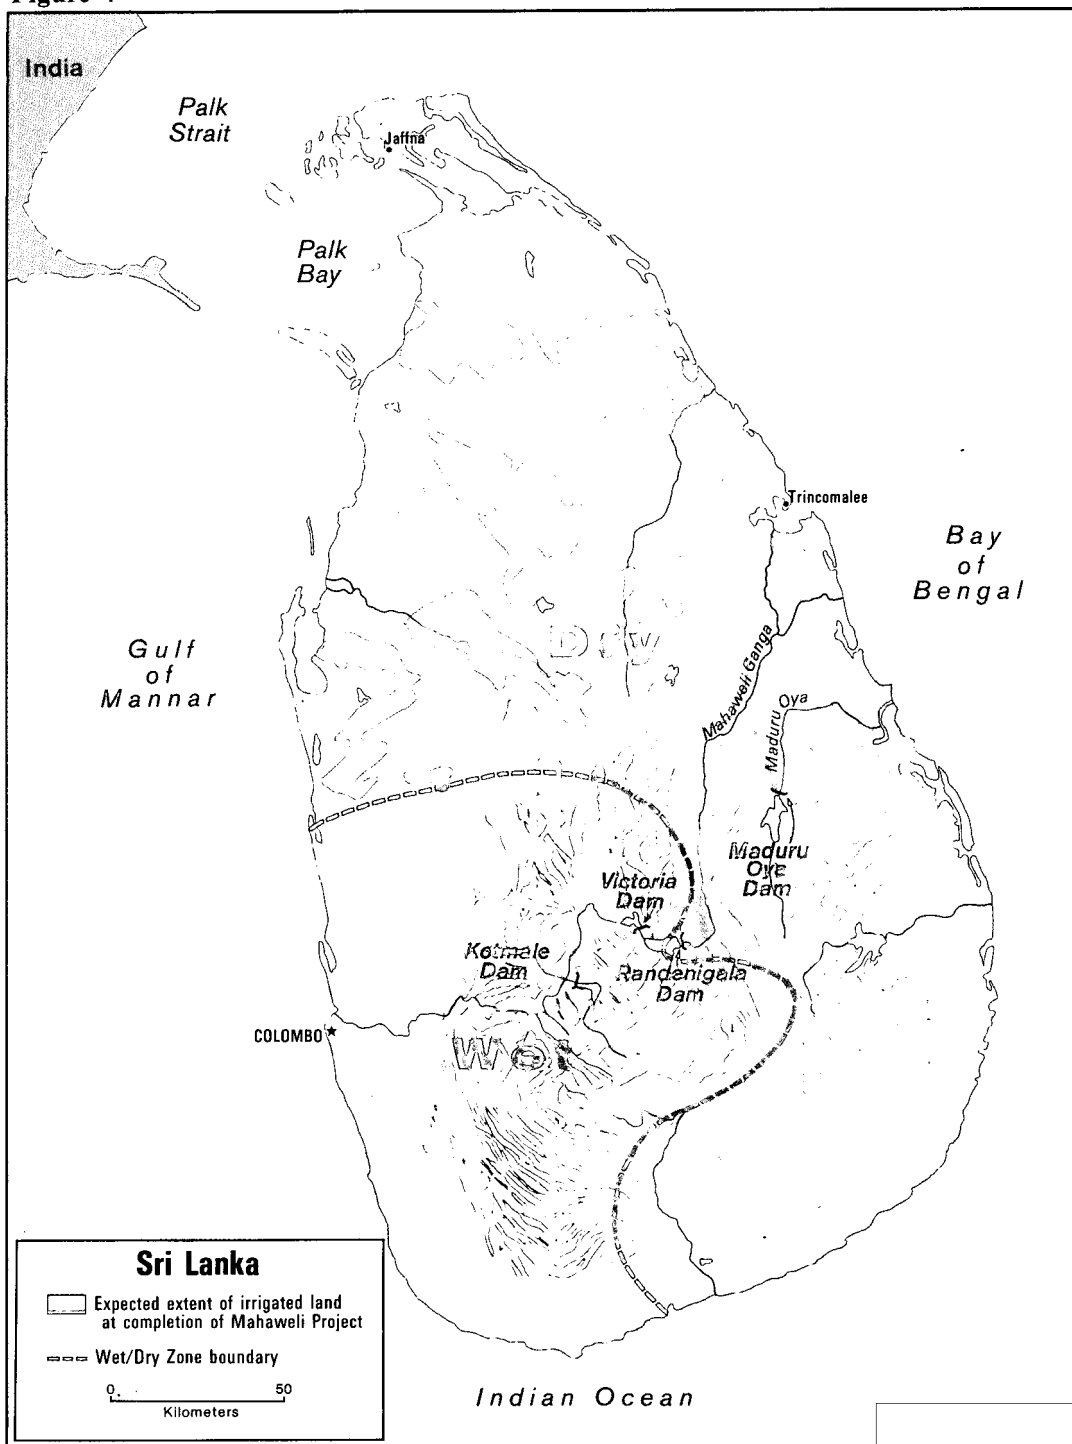 India
Palk
Strait
Jaffna
Palk
Bay
Trincomalee
Bay
of
Bengal
Gulf
of
Mannar
Dry
Mahaweli Ganga
Maduru Oya
Maduru
Oya
Dam
Victoria
Dam
Kotmale
Dam
Randenigala
Dam
COLOMBO
Wet
Sri Lanka
Expected extent of irrigated land
at completion of Mahaweli Project
Wet/Dry Zone boundary
0 50
Kilometers
Indian Ocean